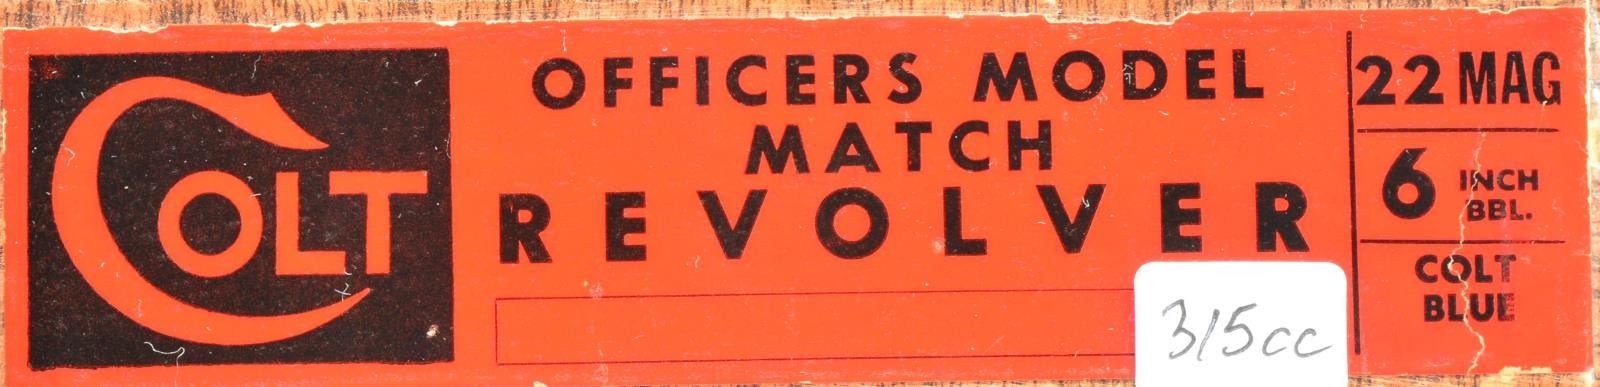 COLT
OFFICERS MODEL
MATCH
REVOLVER
22 MAG
6 INCH
BBL.
COLT
BLUE
315cc